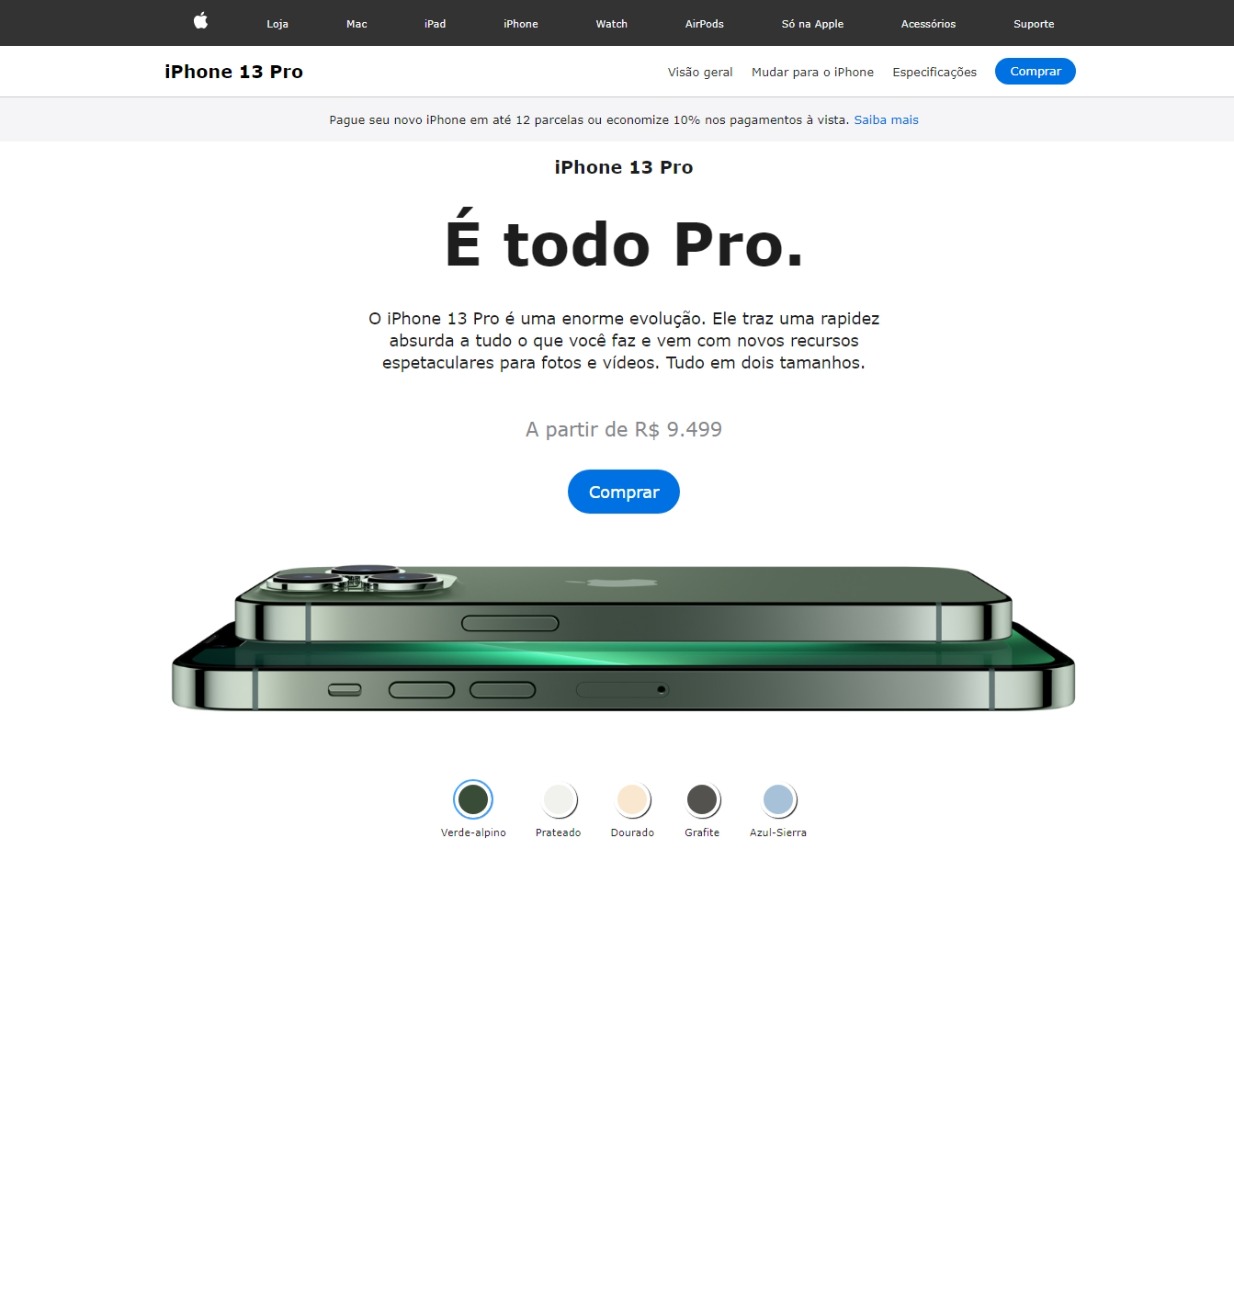 Loja Mac iPad iPhone Watch AirPods Só na Apple Acessórios Suporte
iPhone 13 Pro Visão geral Mudar para o iPhone Especificações Comprar
Pague seu novo iPhone em até 12 parcelas ou economize 10% nos pagamentos à vista. Saiba mais
iPhone 13 Pro
É todo Pro.
O iPhone 13 Pro é uma enorme evolução. Ele traz uma rapidez
absurda a tudo o que você faz e vem com novos recursos
espetaculares para fotos e vídeos. Tudo em dois tamanhos.
A partir de R$ 9.499
Comprar
Verde-alpino Prateado Dourado Grafite Azul-Sierra